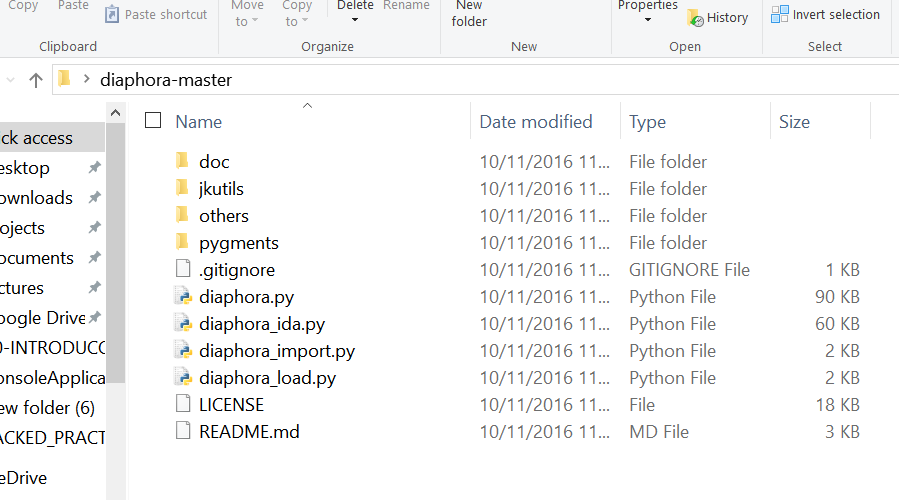 Copy Paste Paste shortcut Move to Copy to Delete Rename New folder Properties History Invert selection
Clipboard Organize New Open Select
diaphora-master
Name Date modified Type Size
ick access
esktop
ownloads
ojects
ocuments
ctures
oogle Drive
0-INTRODUCC
onsoleApplica
ew folder (6)
ACKED_PRACT
eDrive
doc 10/11/2016 11... File folder
jkutils 10/11/2016 11... File folder
others 10/11/2016 11... File folder
pygments 10/11/2016 11... File folder
.gitignore 10/11/2016 11... GITIGNORE File 1 KB
diaphora.py 10/11/2016 11... Python File 90 KB
diaphora_ida.py 10/11/2016 11... Python File 60 KB
diaphora_import.py 10/11/2016 11... Python File 2 KB
diaphora_load.py 10/11/2016 11... Python File 2 KB
LICENSE 10/11/2016 11... File 18 KB
README.md 10/11/2016 11... MD File 3 KB